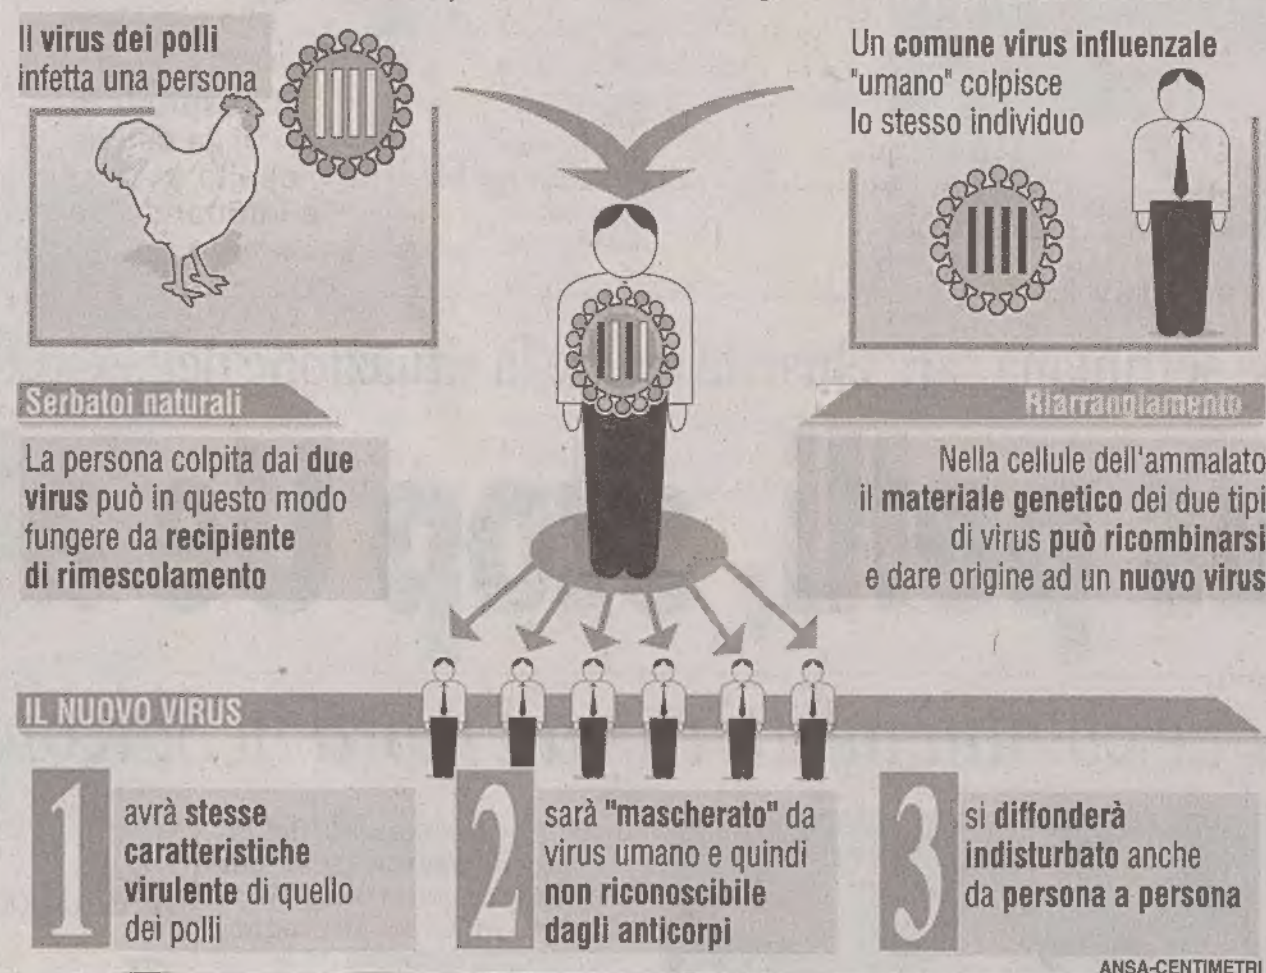 Il virus dei polli
infetta una persona
Un comune virus influenzale
"umano" colpisce
lo stesso individuo
Serbatoi naturali
La persona colpita dai due
virus può in questo modo
fungere da recipiente
di rimescolamento
Riarrangiamento
Nella cellule dell'ammalato
il materiale genetico dei due tipi
di virus può ricombinarsi
e dare origine ad un nuovo virus
IL NUOVO VIRUS
1
avrà stesse
caratteristiche
virulente di quello
dei polli
2
sarà "mascherato" da
virus umano e quindi
non riconoscibile
dagli anticorpi
3
si diffonderà
indisturbato anche
da persona a persona
ANSA-CENTIMETRI